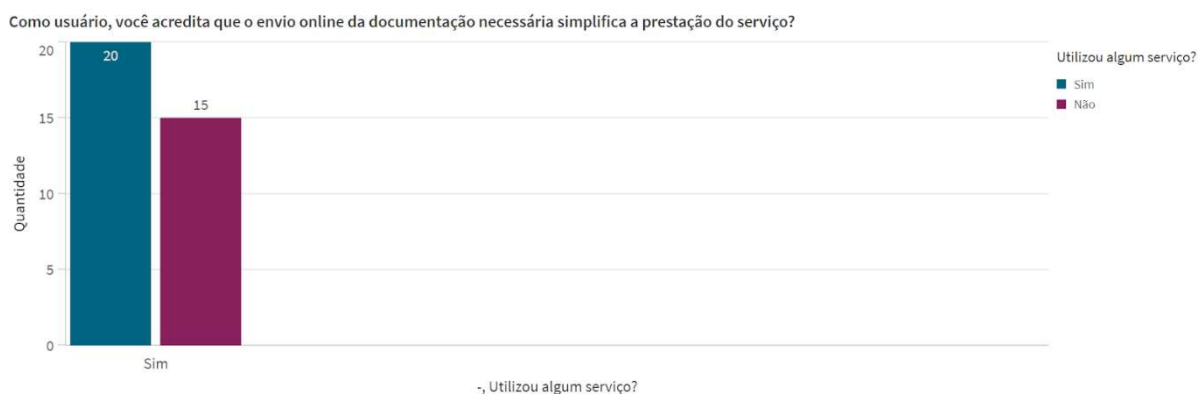 Como usuário, você acredita que o envio online da documentação necessária simplifica a prestação do serviço?
20
15
10
5
0
Quantidade
20
15
Sim
-, Utilizou algum serviço?
Utilizou algum serviço?
Sim
Não